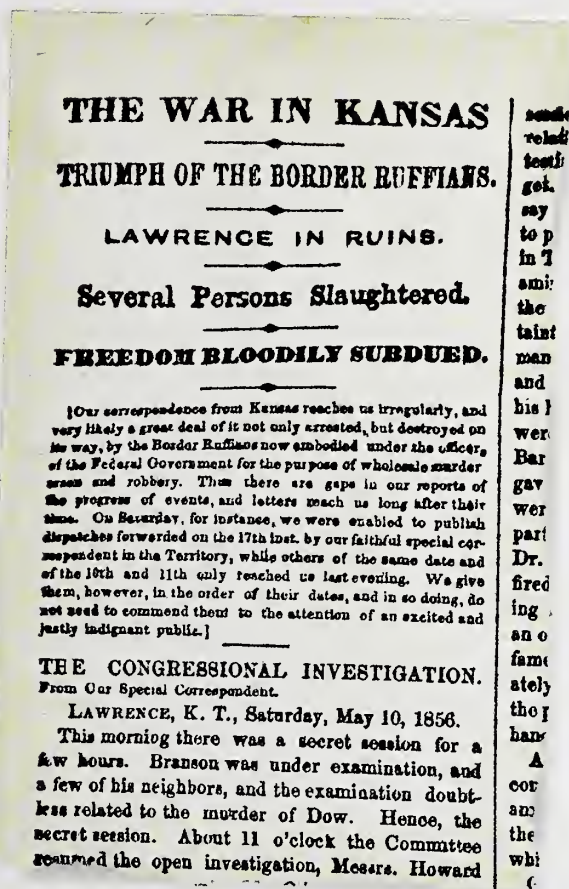 THE WAR IN KANSAS
TRIUMPH OF THE BORDER RUFFIANS.
LAWRENCE IN RUINS.
Several Persons Slaughtered.
FREEDOM BLOODILY SUBDUED.
[Our correspondence from Kansas reaches us irregularly, and
very likely a great deal of it not only arrested, but destroyed on
its way, by the Border Ruffians now embodied under the officer,
of the Federal Government for the purpose of wholesale murder
arson and robbery. Thus there are gaps in our reports of
the progress of events, and letters reach us long after their
time. On Saturday, for instance, we were enabled to publish
dispatches forwarded on the 17th inst. by our faithful special cor-
respondent in the Territory, while others of the same date and
of the 10th and 11th only reached us last evening. We give
them, however, in the order of their dates, and in so doing, do
not need to commend them to the attention of an excited and
justly indignant public.]
THE CONGRESSIONAL INVESTIGATION.
From Our Special Correspondent.
LAWRENCE, K. T., Saturday, May 10, 1856.
This morning there was a secret session for a
few hours. Branson was under examination, and
a few of his neighbors, and the examination doubt-
less related to the murder of Dow. Hence, the
secret session. About 11 o'clock the Committee
resumed the open investigation, Messrs. Howard
got.
say
to p
in T
the
taint
man
and
his
wer
Bar
gav
wer
part
Dr.
fired
ing
an o
fame
ately
the p
hand
A
cor
any
the
whi